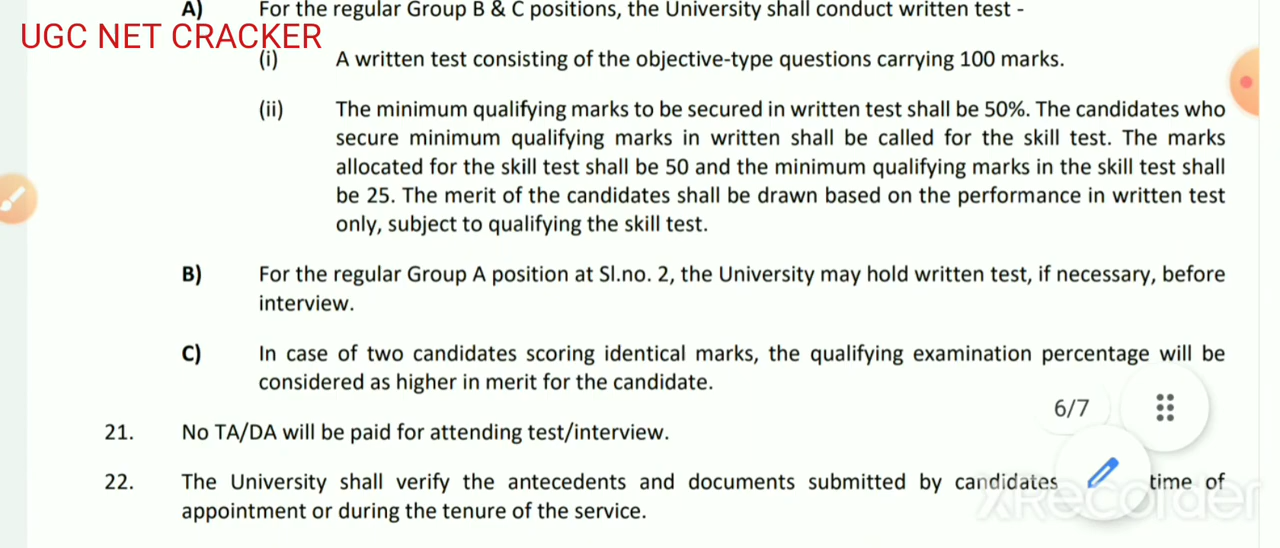 A) For the regular Group B & C positions, the University shall conduct written test -
UGC NET CRACKER
(i) A written test consisting of the objective-type questions carrying 100 marks.
(ii) The minimum qualifying marks to be secured in written test shall be 50%. The candidates who
secure minimum qualifying marks in written shall be called for the skill test. The marks
allocated for the skill test shall be 50 and the minimum qualifying marks in the skill test shall
be 25. The merit of the candidates shall be drawn based on the performance in written test
only, subject to qualifying the skill test.
B) For the regular Group A position at Sl.no. 2, the University may hold written test, if necessary, before
interview.
C) In case of two candidates scoring identical marks, the qualifying examination percentage will be
considered as higher in merit for the candidate.
6/7
21. No TA/DA will be paid for attending test/interview.
22. The University shall verify the antecedents and documents submitted by candidates time of
XRecorder
appointment or during the tenure of the service.